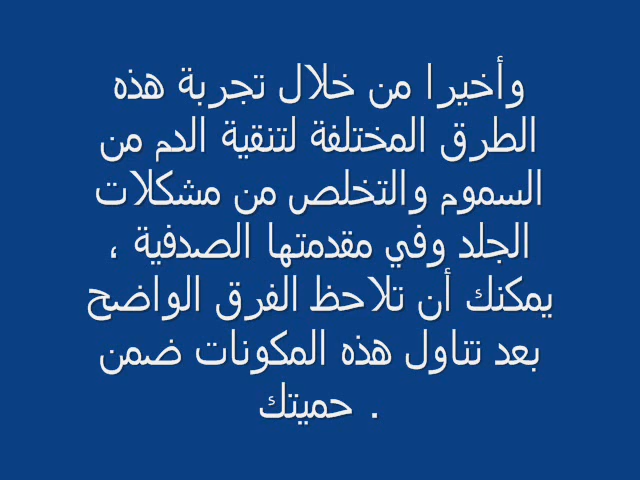 وأخيرا من خلال تجربة هذه
الطرق المختلفة لتنقية الدم من
السموم والتخلص من مشكلات
الجلد وفي مقدمتها الصدفية ،
يمكنك أن تلاحظ الفرق الواضح
بعد تناول هذه المكونات ضمن
حميتك .